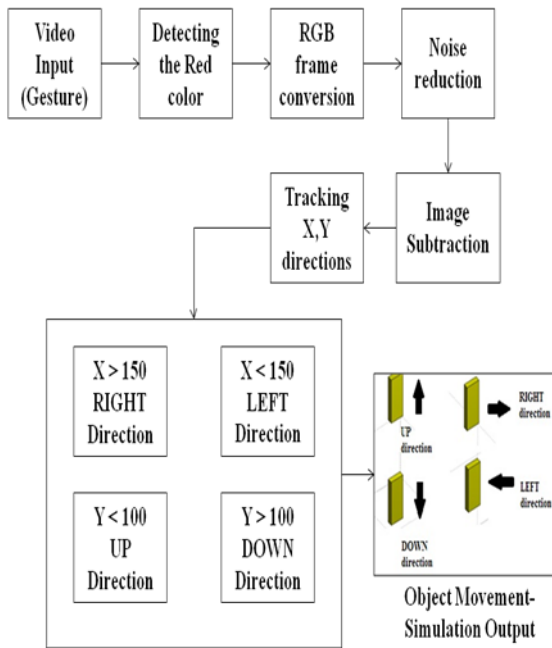 Video
Input
(Gesture)
Detecting
the Red
color
RGB
frame
conversion
Noise
reduction
Image
Subtraction
Tracking
X,Y
directions
X > 150
RIGHT
Direction
X < 150
LEFT
Direction
Y < 100
UP
Direction
Y > 100
DOWN
Direction
UP
direction
RIGHT
direction
DOWN
direction
LEFT
direction
Object Movement-
Simulation Output